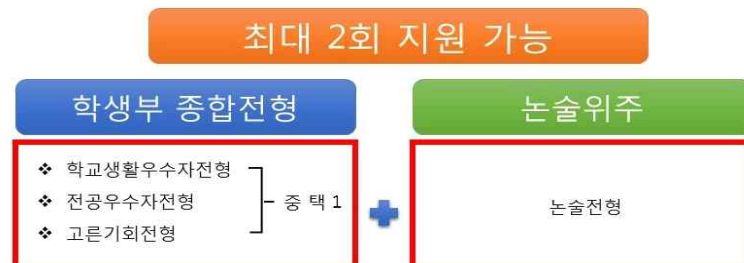 최대 2회 지원 가능
학생부 종합전형
❖ 학교생활우수자전형
❖ 전공우수자전형
❖ 고른기회전형
중 택 1
논술위주
논술전형